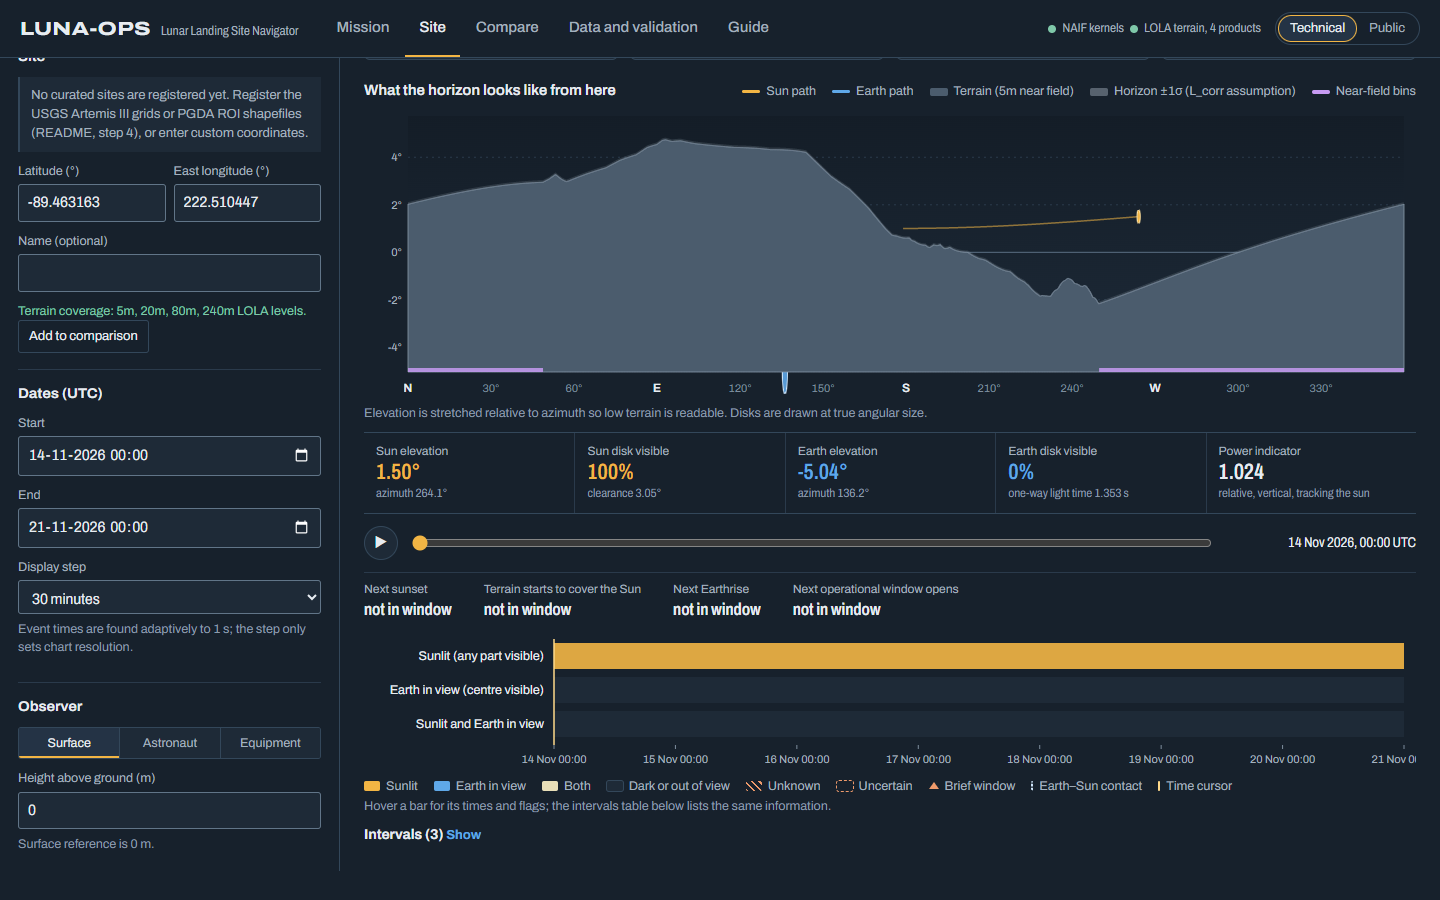 LUNA-OPS Lunar Landing Site Navigator Mission Site Compare Data and validation Guide NAIF kernels LOLA terrain, 4 products Technical Public
Site
No curated sites are registered yet. Register the
USGS Artemis III grids or PGDA ROI shapefiles
(README, step 4), or enter custom coordinates.
Latitude (°) East longitude (°)
-89.463163 222.510447
Name (optional)
Terrain coverage: 5m, 20m, 80m, 240m LOLA levels.
Add to comparison
Dates (UTC)
Start
14-11-2026 00:00
End
21-11-2026 00:00
Display step
30 minutes
Event times are found adaptively to 1 s; the step only
sets chart resolution.
Observer
Surface Astronaut Equipment
Height above ground (m)
0
Surface reference is 0 m.
What the horizon looks like from here Sun path Earth path Terrain (5m near field) Horizon ±1σ (L_corr assumption) Near-field bins
4°
2°
0°
-2°
-4°
N 30° 60° E 120° 150° S 210° 240° W 300° 330°
Elevation is stretched relative to azimuth so low terrain is readable. Disks are drawn at true angular size.
Sun elevation Sun disk visible Earth elevation Earth disk visible Power indicator
1.50° 100% -5.04° 0% 1.024
azimuth 264.1° clearance 3.05° azimuth 136.2° one-way light time 1.353 s relative, vertical, tracking the sun
14 Nov 2026, 00:00 UTC
Next sunset Terrain starts to cover the Sun Next Earthrise Next operational window opens
not in window not in window not in window not in window
Sunlit (any part visible)
Earth in view (centre visible)
Sunlit and Earth in view
14 Nov 00:00 15 Nov 00:00 16 Nov 00:00 17 Nov 00:00 18 Nov 00:00 19 Nov 00:00 20 Nov 00:00 21 Nov 0
Sunlit Earth in view Both Dark or out of view Unknown Uncertain Brief window Earth–Sun contact Time cursor
Hover a bar for its times and flags; the intervals table below lists the same information.
Intervals (3) Show